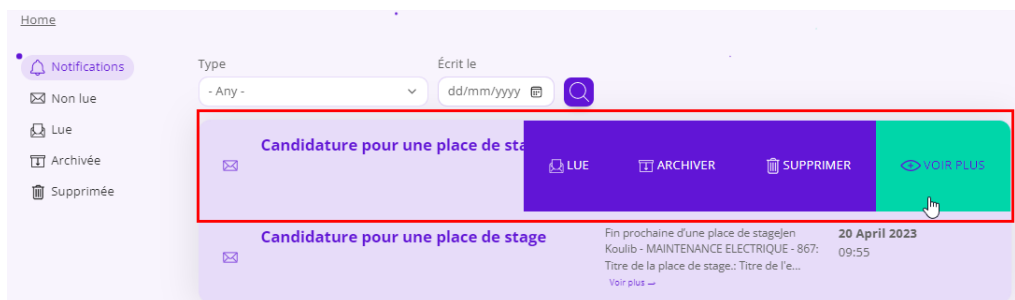 Home
Notifications
Non lue
Lue
Archivée
Supprimée
Type
Écrit le
- Any -
dd/mm/yyyy
Candidature pour une place de sta
LUE
ARCHIVER
SUPPRIMER
VOIR PLUS
Candidature pour une place de stage
Fin prochaine d'une place de stageJen
Koulib - MAINTENANCE ELECTRIQUE - 867:
Titre de la place de stage.: Titre de l'e...
Voir plus
20 April 2023
09:55